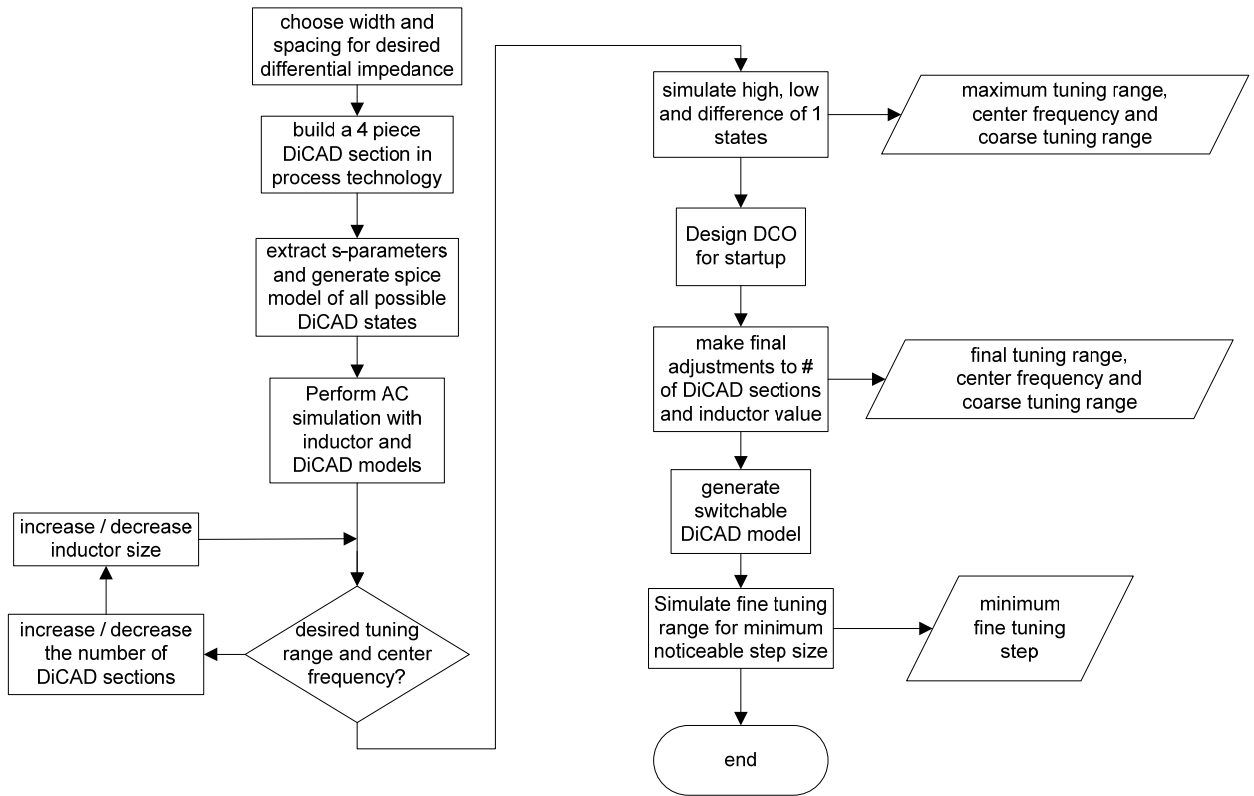 choose width and
spacing for desired
differential impedance
build a 4 piece
DiCAD section in
process technology
extract s-parameters
and generate spice
model of all possible
DiCAD states
Perform AC
simulation with
inductor and
DiCAD models
increase / decrease
inductor size
increase / decrease
the number of
DiCAD sections
desired tuning
range and center
frequency?
simulate high, low
and difference of 1
states
maximum tuning range,
center frequency and
coarse tuning range
Design DCO
for startup
make final
adjustments to #
of DiCAD sections
and inductor value
final tuning range,
center frequency and
coarse tuning range
generate
switchable
DiCAD model
Simulate fine tuning
range for minimum
noticeable step size
minimum
fine tuning
step
end